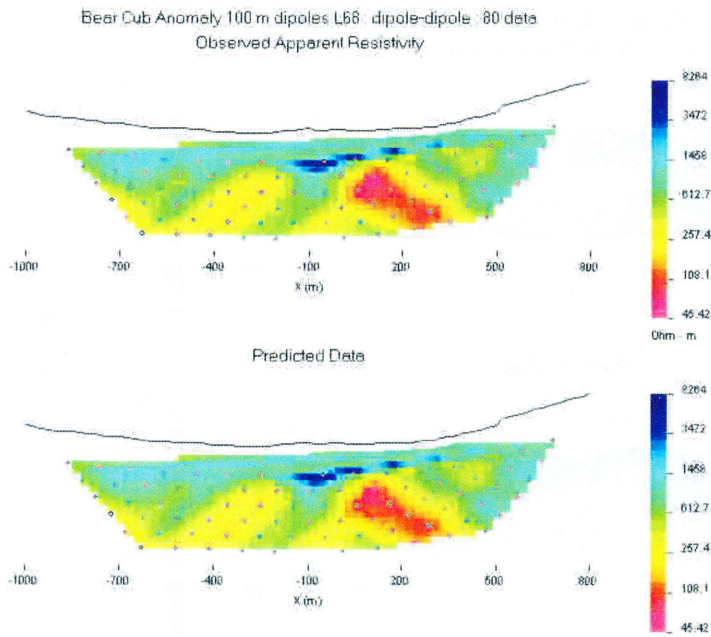 Bear Cub Anomaly 100 m dipoles L68 : dipole-dipole : 80 data
Observed Apparent Resistivity
8264
3472
1458
612.7
257.4
108.1
45.42
Ohm - m
-1000 -700 -400 -100 200 500 800
X (m)
Predicted Data
8264
3472
1458
612.7
257.4
108.1
45.42
-1000 -700 -400 -100 200 500 800
X (m)